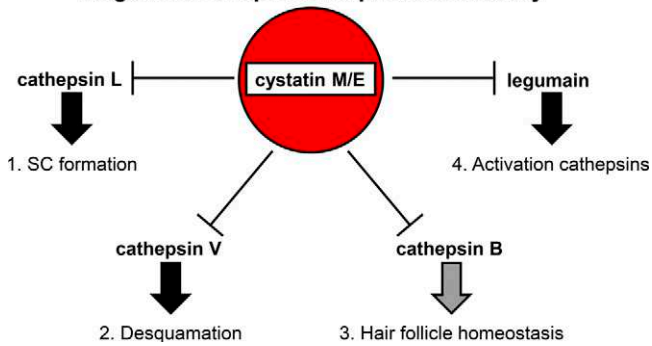 cathepsin L
cystatin M/E
legumain
1. SC formation
4. Activation cathepsins
cathepsin V
cathepsin B
2. Desquamation
3. Hair follicle homeostasis